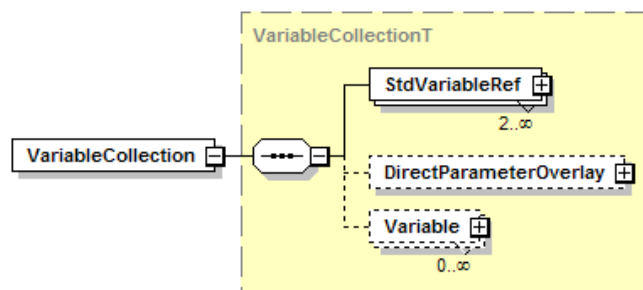 VariableCollectionT
StdVariableRef
2..∞
VariableCollection
DirectParameterOverlay
Variable
0..∞